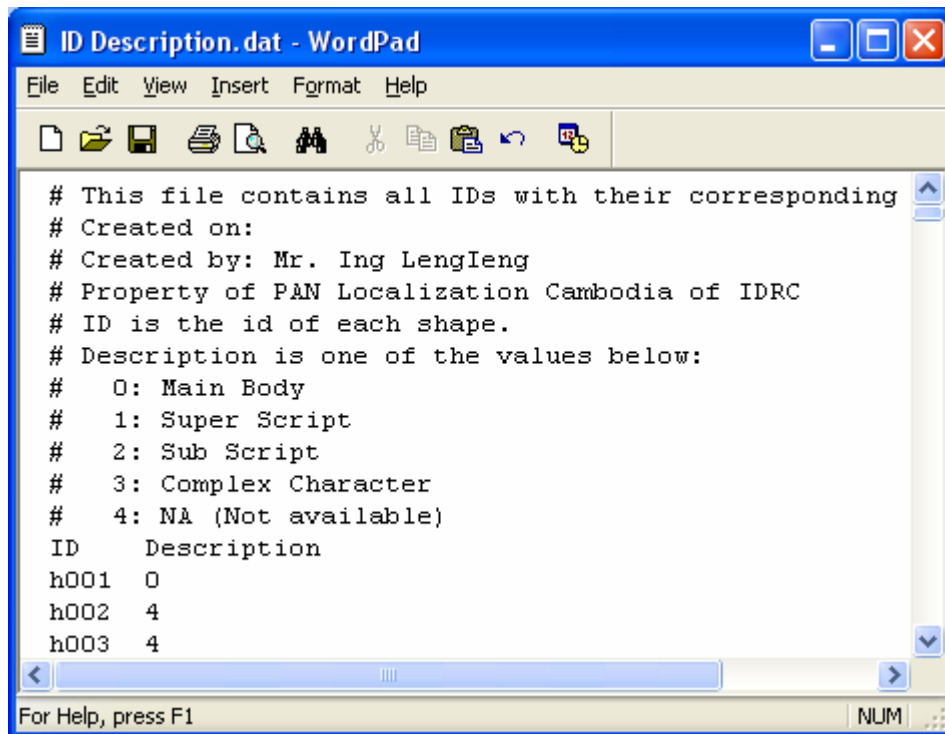 ID Description.dat - WordPad
File Edit View Insert Format Help
# This file contains all IDs with their corresponding
# Created on:
# Created by: Mr. Ing LengIeng
# Property of PAN Localization Cambodia of IDRC
# ID is the id of each shape.
# Description is one of the values below:
#   0: Main Body
#   1: Super Script
#   2: Sub Script
#   3: Complex Character
#   4: NA (Not available)
ID Description
h001 0
h002 4
h003 4
For Help, press F1 NUM